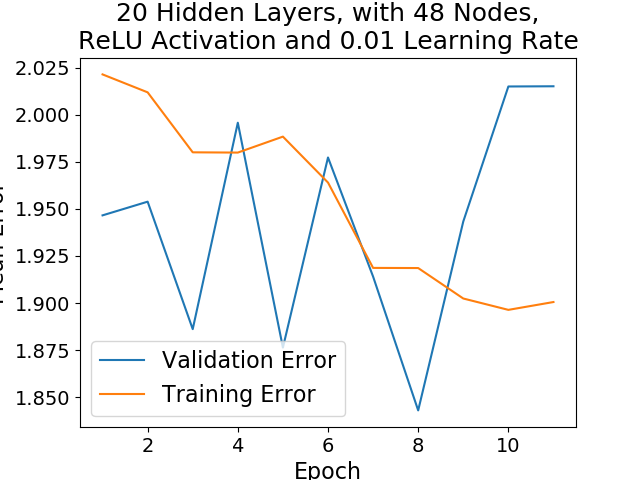 20 Hidden Layers, with 48 Nodes,
ReLU Activation and 0.01 Learning Rate
2.025
2.000
1.975
1.950
1.925
1.900
1.875
1.850
Validation Error
Training Error
2 4 6 8 10
Epoch